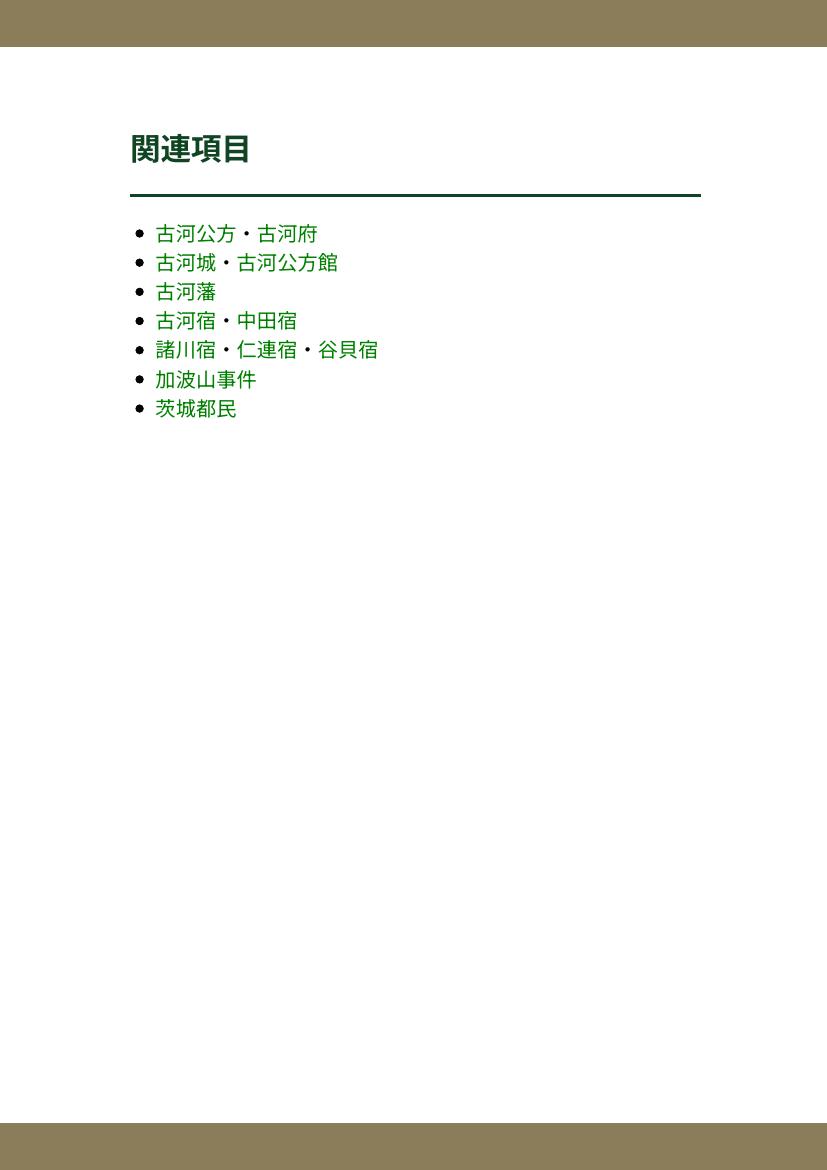 関連項目
古河公方・古河府
古河城・古河公方館
古河藩
古河宿・中田宿
諸川宿・仁連宿・谷貝宿
加波山事件
茨城都民